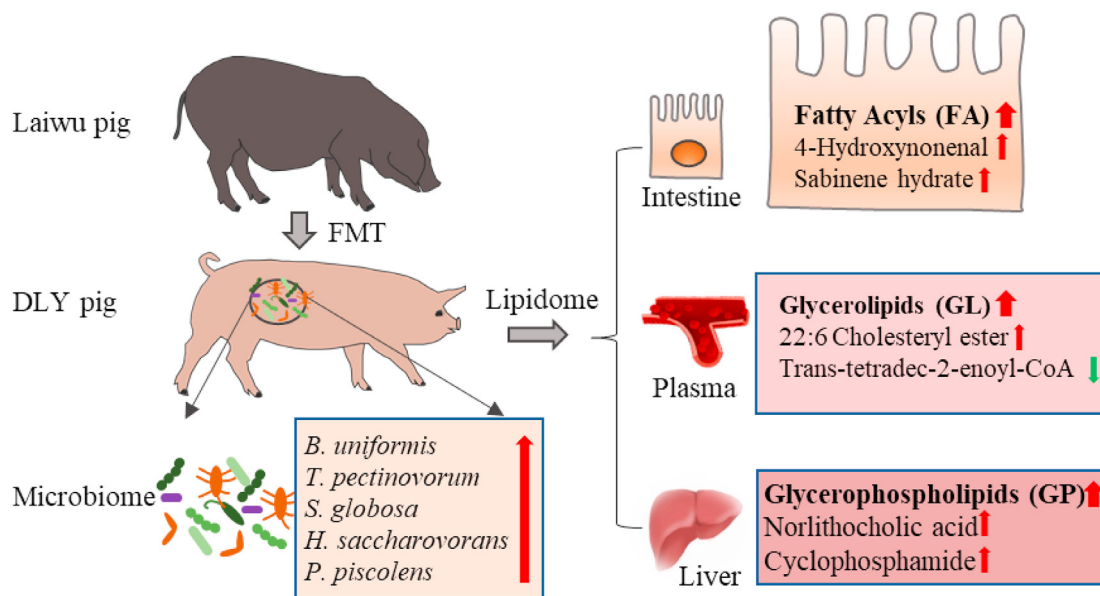 Laiwu pig
FMT
DLY pig
Lipidome
Microbiome
B. uniformis
T. pectinovorum
S. globosa
H. saccharovorans
P. piscolens
Intestine
Fatty Acyls (FA)
4-Hydroxynonenal
Sabinene hydrate
Plasma
Glycerolipids (GL)
22:6 Cholesteryl ester
Trans-tetradec-2-enoyl-CoA
Liver
Glycerophospholipids (GP)
Norlithocholic acid
Cyclophosphamide